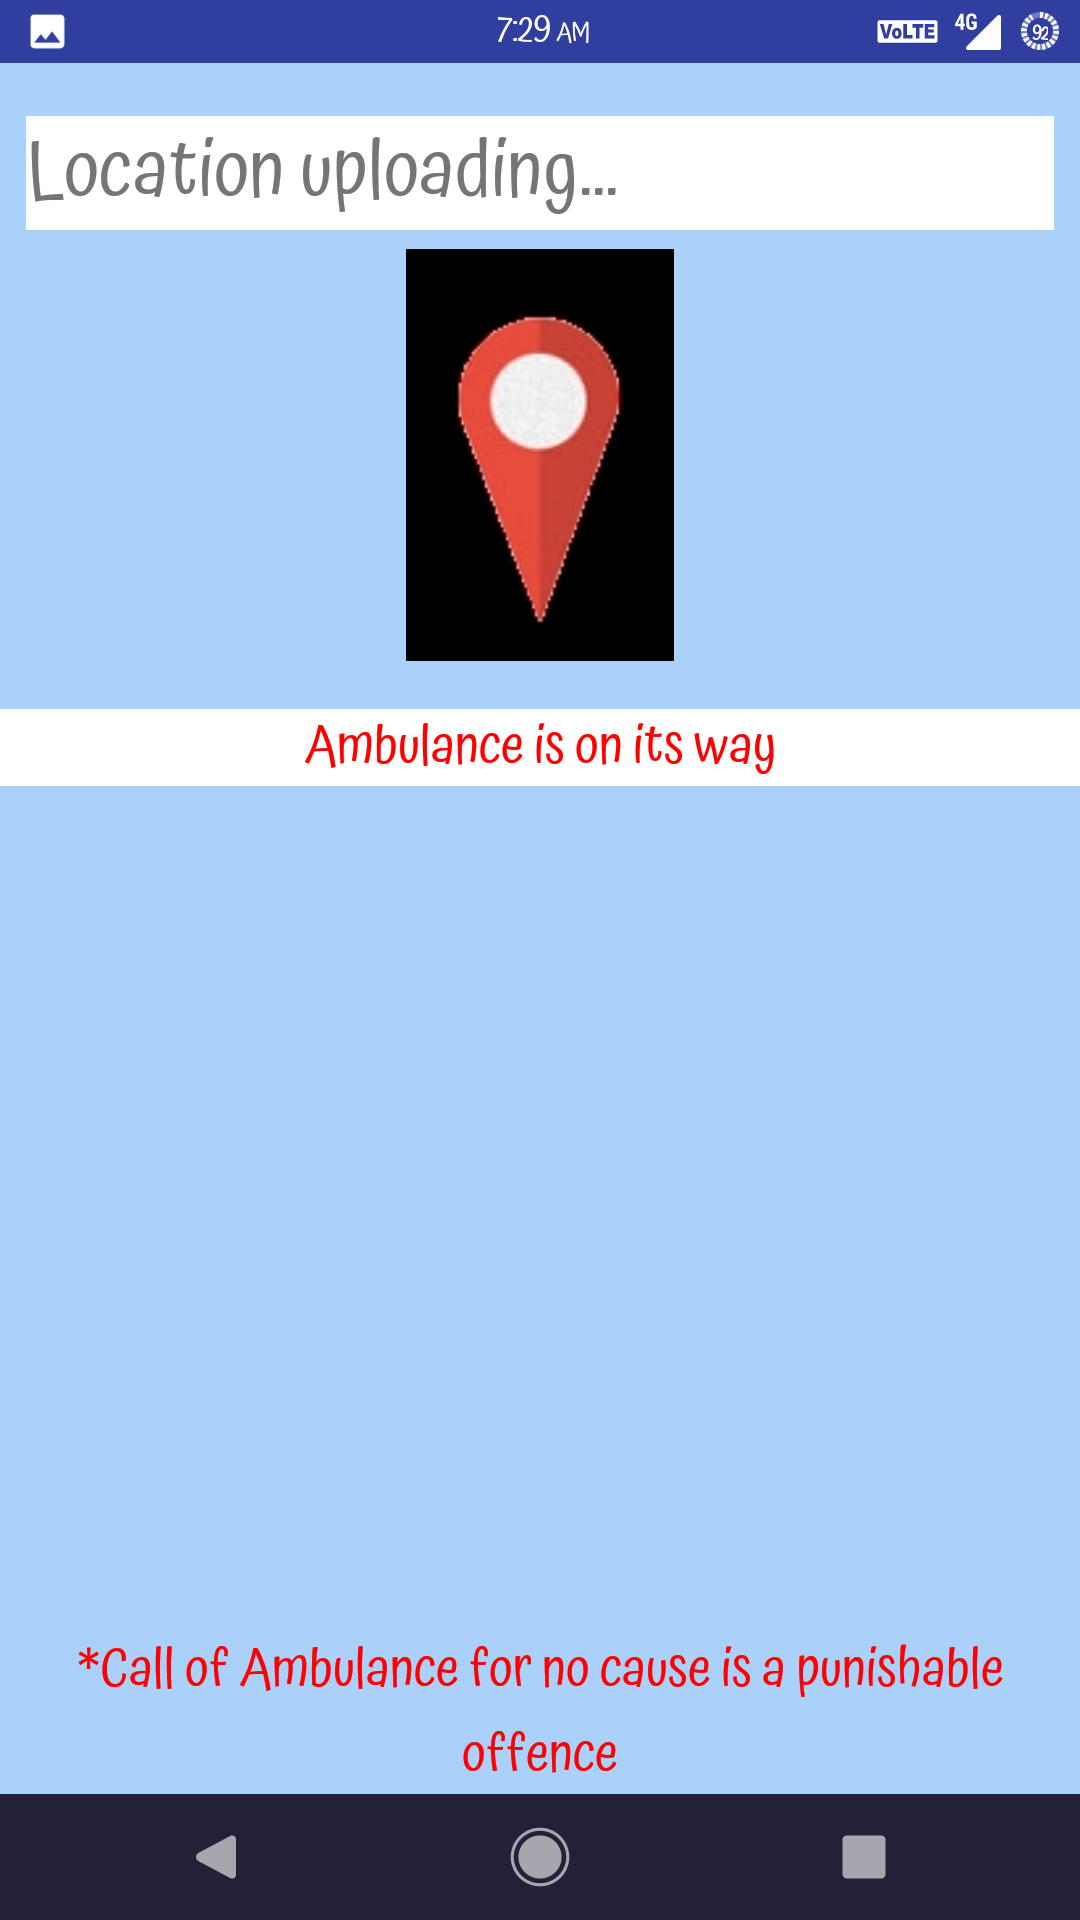 7:29 AM VoLTE 4G 92
Location uploading...
Ambulance is on its way
*Call of Ambulance for no cause is a punishable
offence